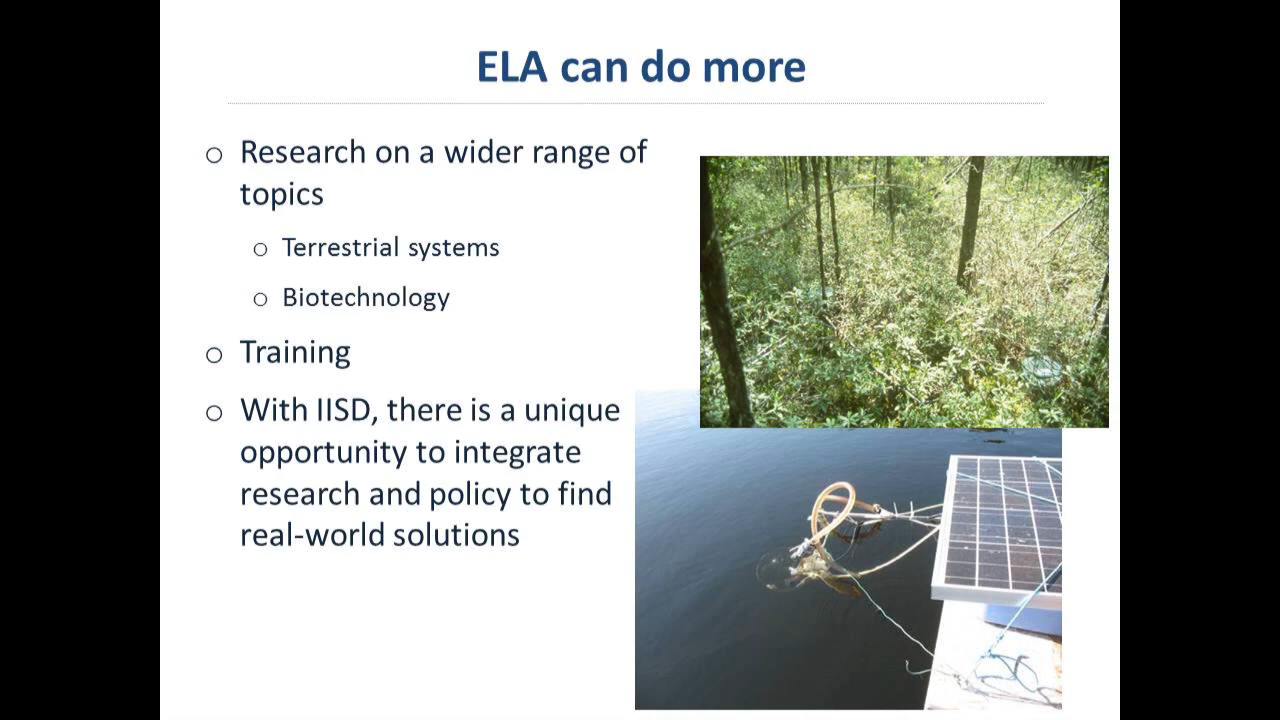 ELA can do more
Research on a wider range of
topics
Terrestrial systems
Biotechnology
Training
With IISD, there is a unique
opportunity to integrate
research and policy to find
real-world solutions